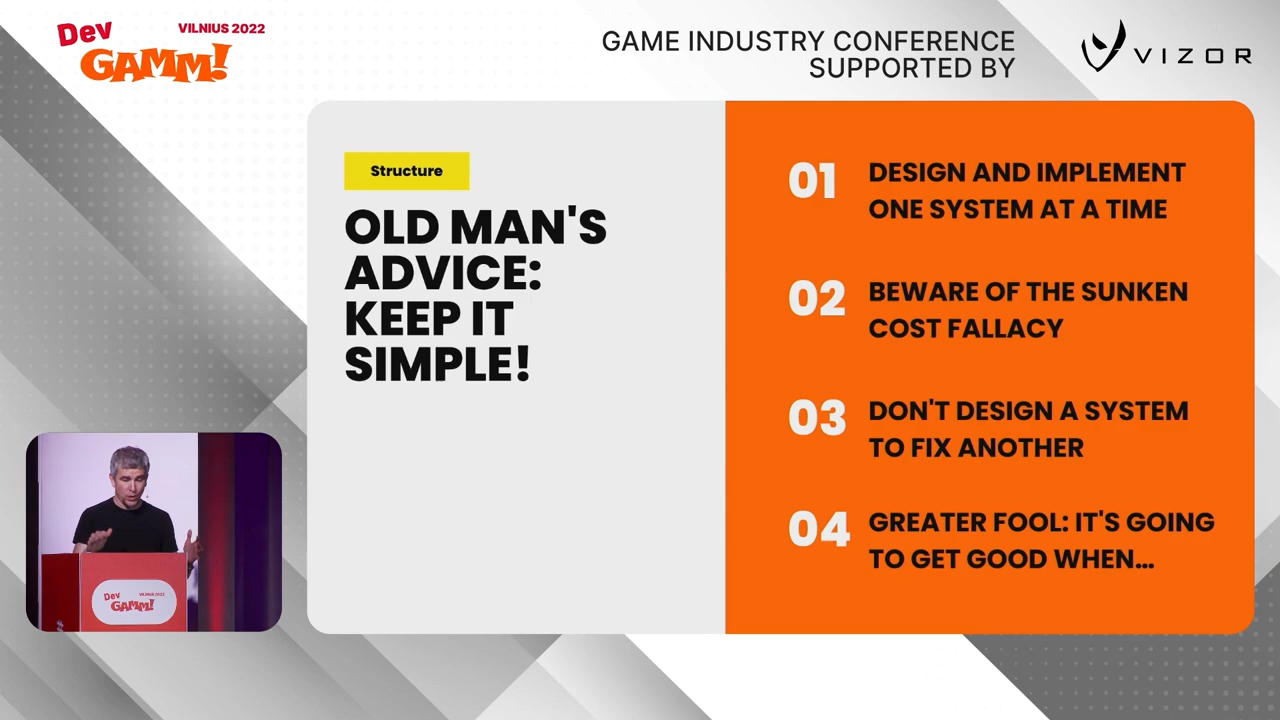 Dev
GAMM!
VILNIUS 2022
GAME INDUSTRY CONFERENCE
SUPPORTED BY
VIZOR
Structure
OLD MAN'S
ADVICE:
KEEP IT
SIMPLE!
01 DESIGN AND IMPLEMENT
ONE SYSTEM AT A TIME
02 BEWARE OF THE SUNKEN
COST FALLACY
03 DON'T DESIGN A SYSTEM
TO FIX ANOTHER
04 GREATER FOOL: IT'S GOING
TO GET GOOD WHEN...
Dev
GAMM!
VILNIUS 2022